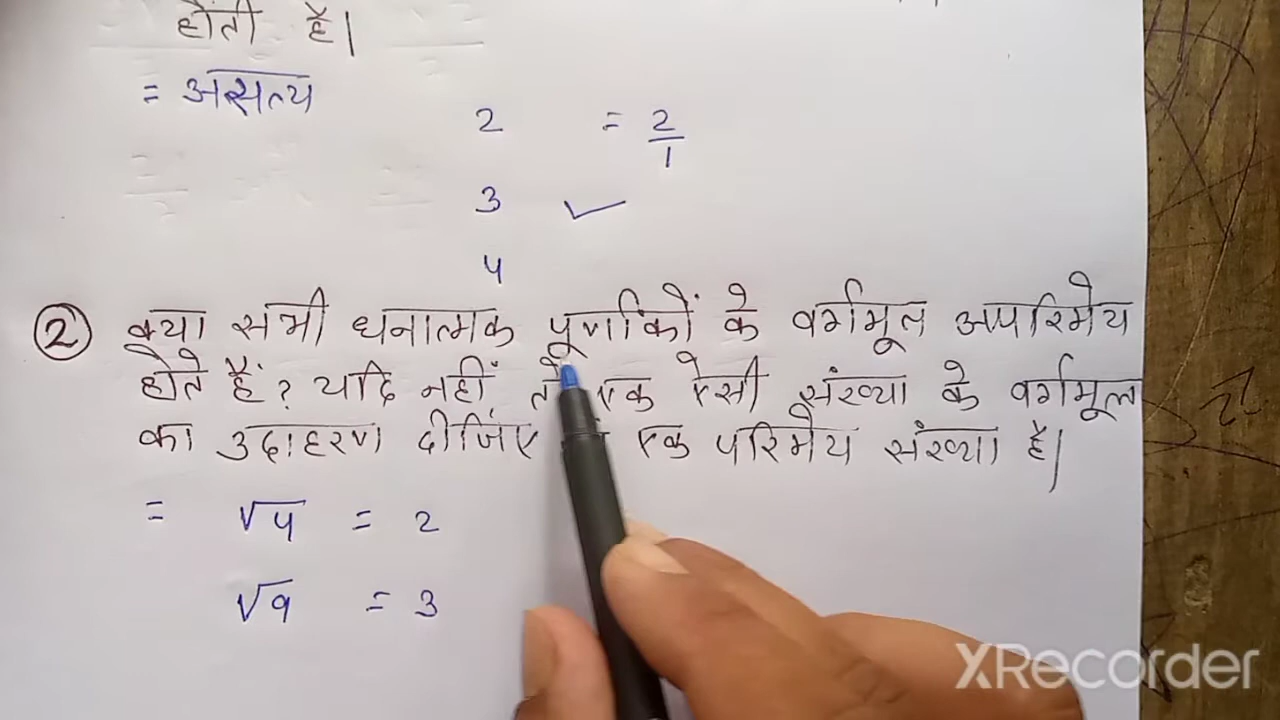 होती है।
= असत्य
2 = 2/1
3 ✓
4
② क्या सभी धनात्मक पूर्णांकों के वर्गमूल अपरिमेय
होते हैं? यदि नहीं, तो एक ऐसी संख्या के वर्गमूल
का उदाहरण दीजिए एक परिमेय संख्या है।
= √4 = 2
√9 = 3
XRecorder